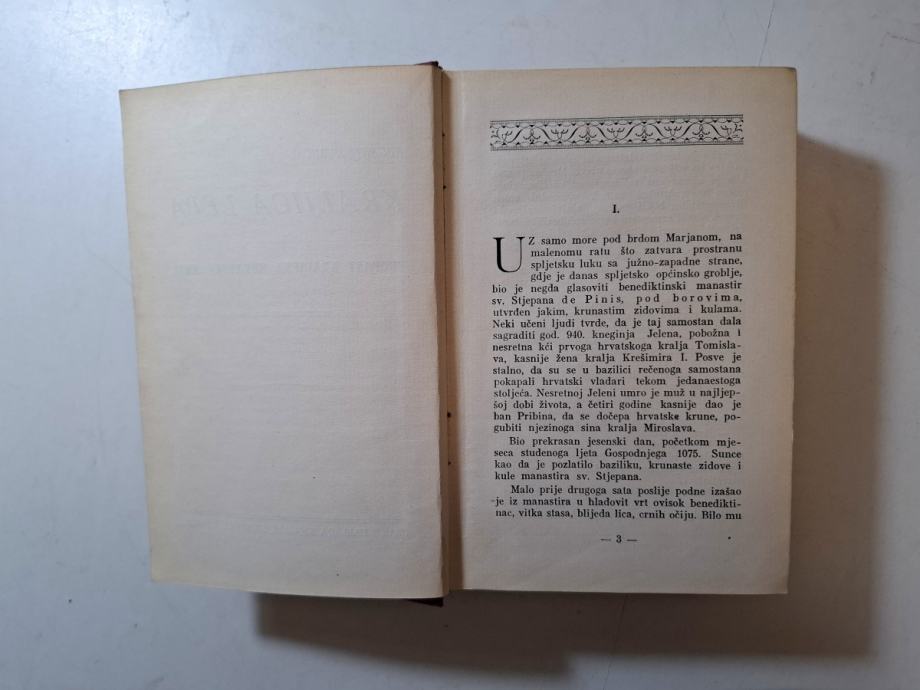 I.
UZ samo more pod brdom Marjanom, na
malenomu ratu što zatvara prostranu
spljetsku luku sa južno-zapadne strane,
gdje je danas spljetsko općinsko groblje,
bio je negda glasoviti benediktinski manastir
sv. Stjepana de Pinis, pod borovima,
utvrđen jakim, krunastim zidovima i kulama.
Neki učeni ljudi tvrde, da je taj samostan dala
sagraditi god. 940. kneginja Jelena, pobožna i
nesretna kći prvoga hrvatskoga kralja Tomisla-
va, kasnije žena kralja Krešimira I. Posve je
stalno, da su se u bazilici rečenoga samostana
pokapali hrvatski vladari tekom jedanaestoga
stoljeća. Nesretnoj Jeleni umro je muž u najljep-
šoj dobi života, a četiri godine kasnije dao je
ban Pribina, da se dočepa hrvatske krune, po-
gubiti njezinoga sina kralja Miroslava.
Bio prekrasan jesenski dan, početkom mje-
seca studenoga ljeta Gospodnjega 1075. Sunce
kao da je pozlatilo baziliku, krunaste zidove i
kule manastira sv. Stjepana.
Malo prije drugoga sata poslije podne izašao
je iz manastira u hladovit vrt ovisok benedikti-
nac, vitka stasa, blijeda lica, crnih očiju. Bilo mu
— 3 —